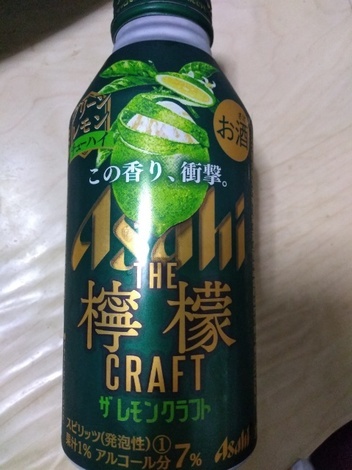 グリーン
レモン
チューハイ
お酒
この香り、衝撃。
Asahi
THE
檸檬
CRAFT
ザ レモンクラフト
スピリッツ(発泡性)①
果汁1% アルコール分7%
Asahi